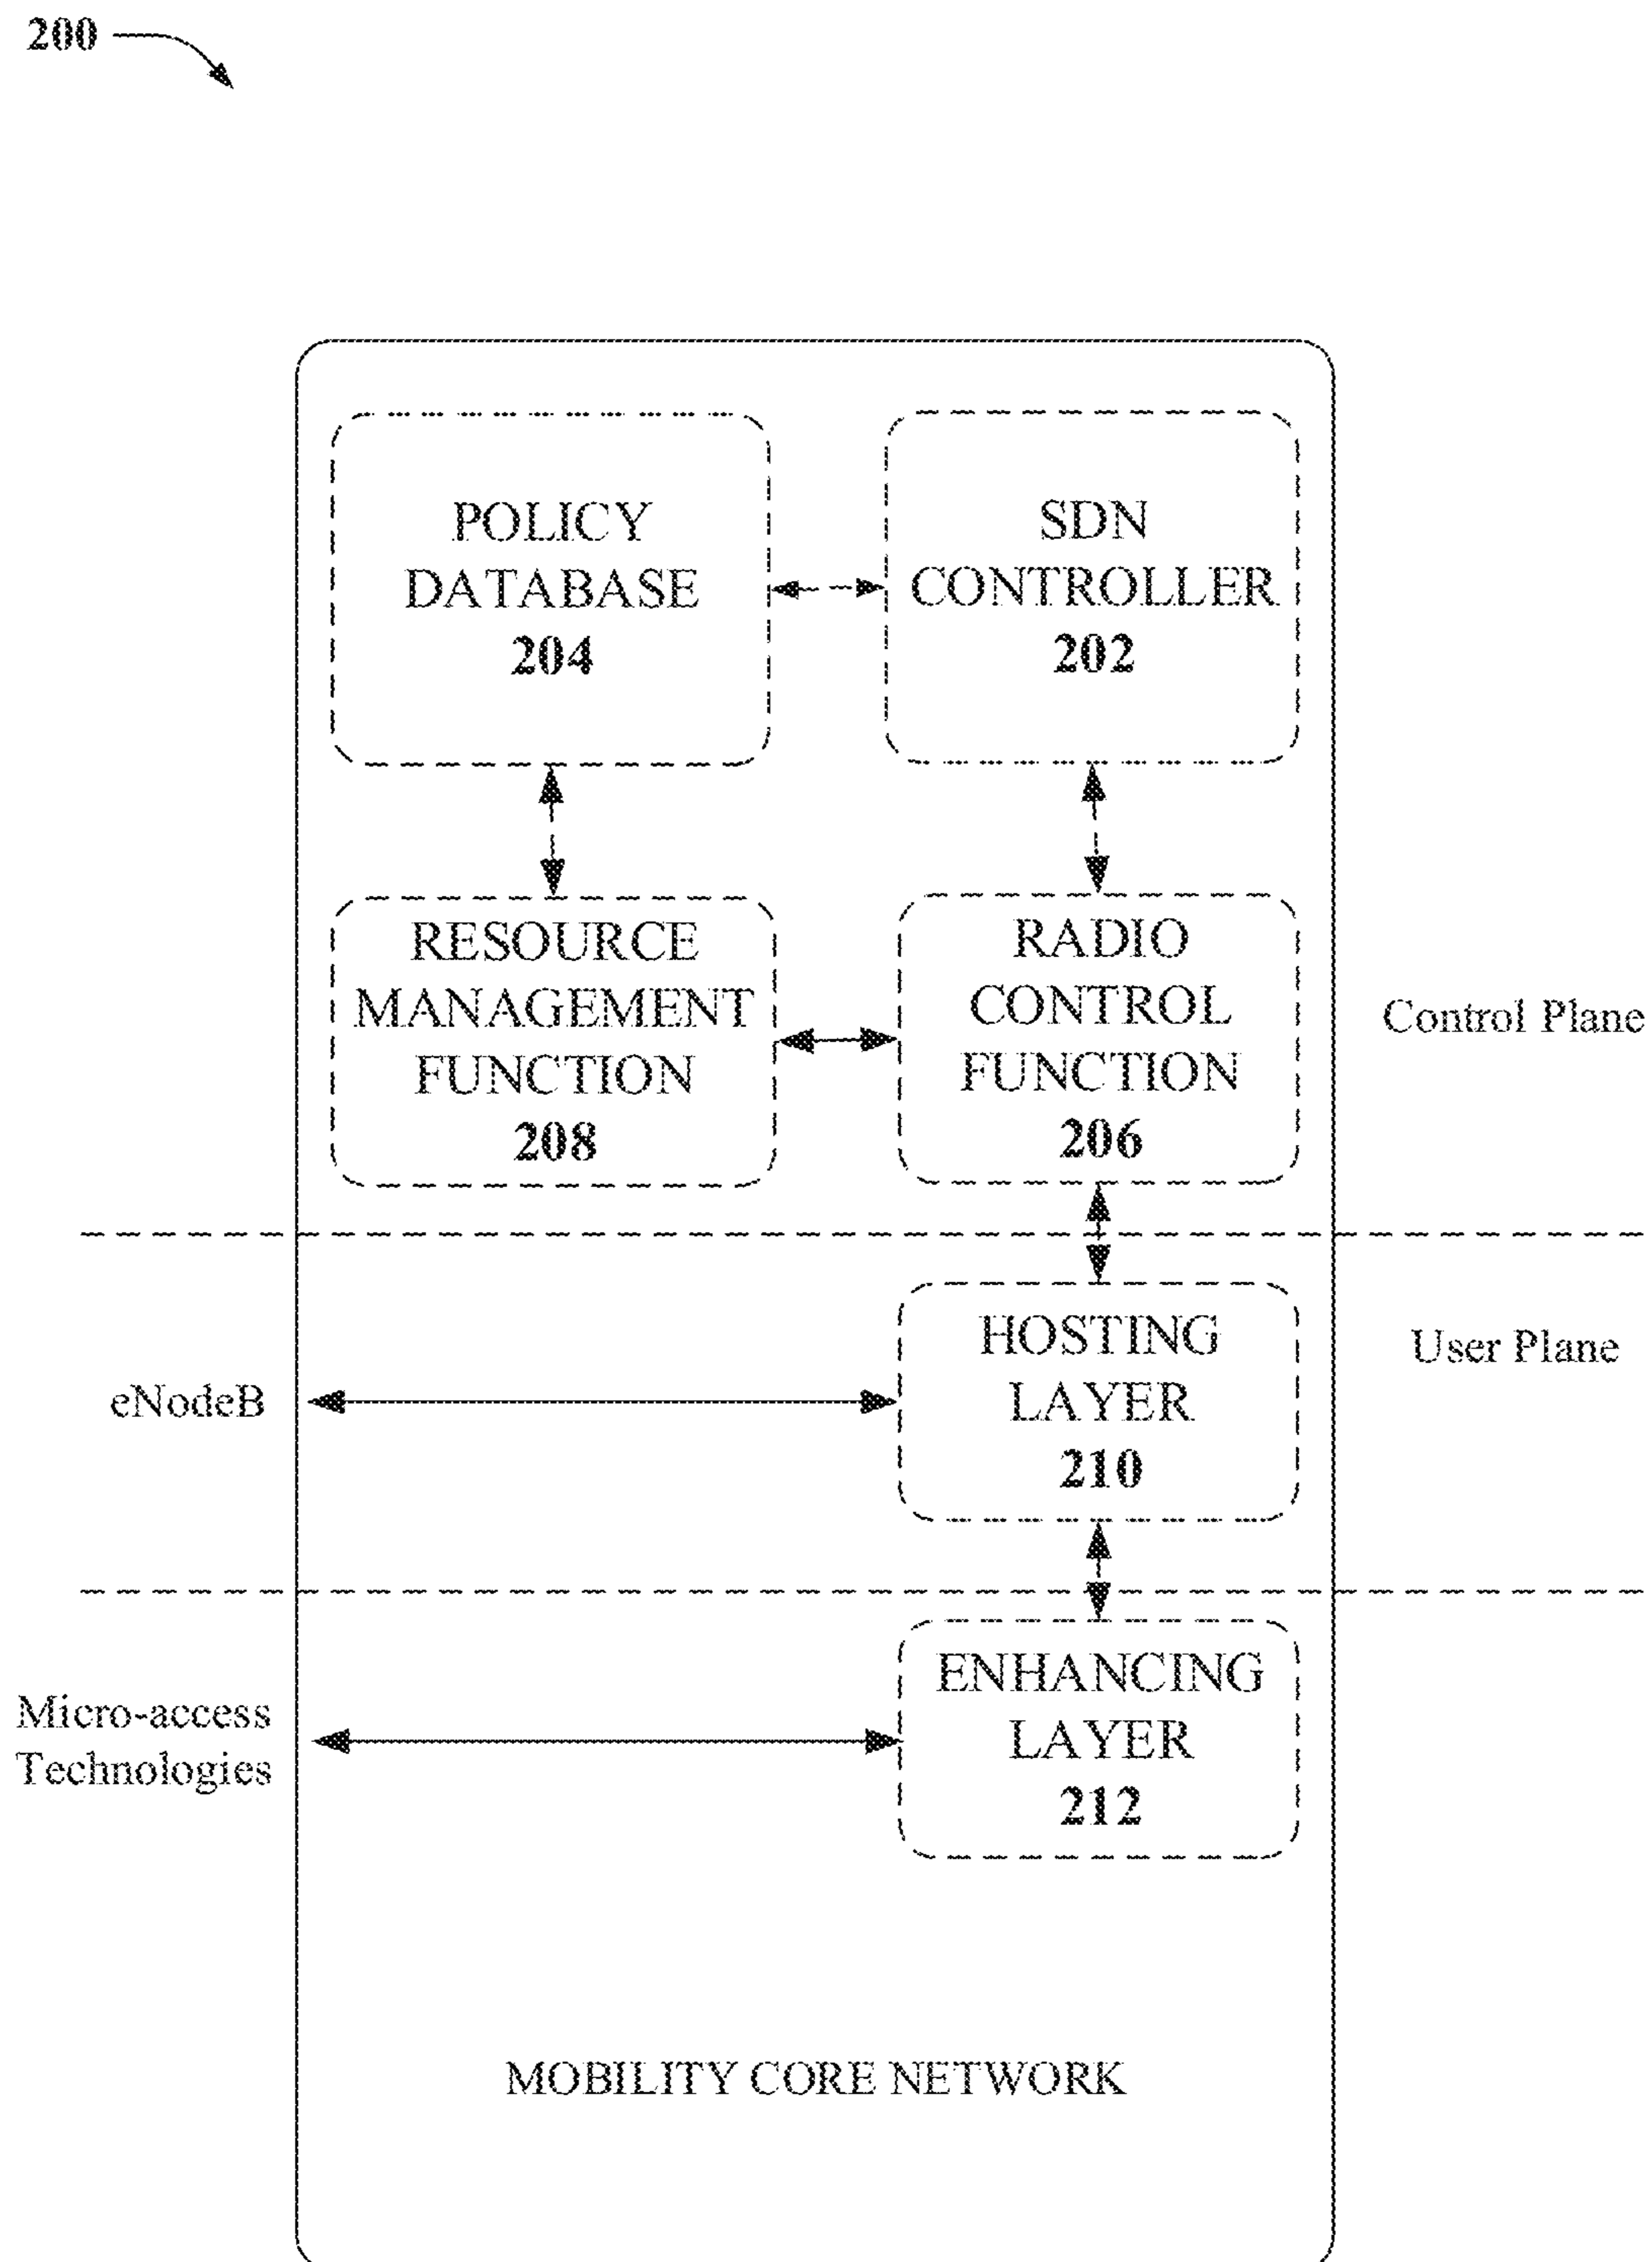 200
POLICY
DATABASE
204
SDN
CONTROLLER
202
RESOURCE
MANAGEMENT
FUNCTION
208
RADIO
CONTROL
FUNCTION
206
Control Plane
HOSTING
LAYER
210
User Plane
eNodeB
ENHANCING
LAYER
212
Micro-access
Technologies
MOBILITY CORE NETWORK